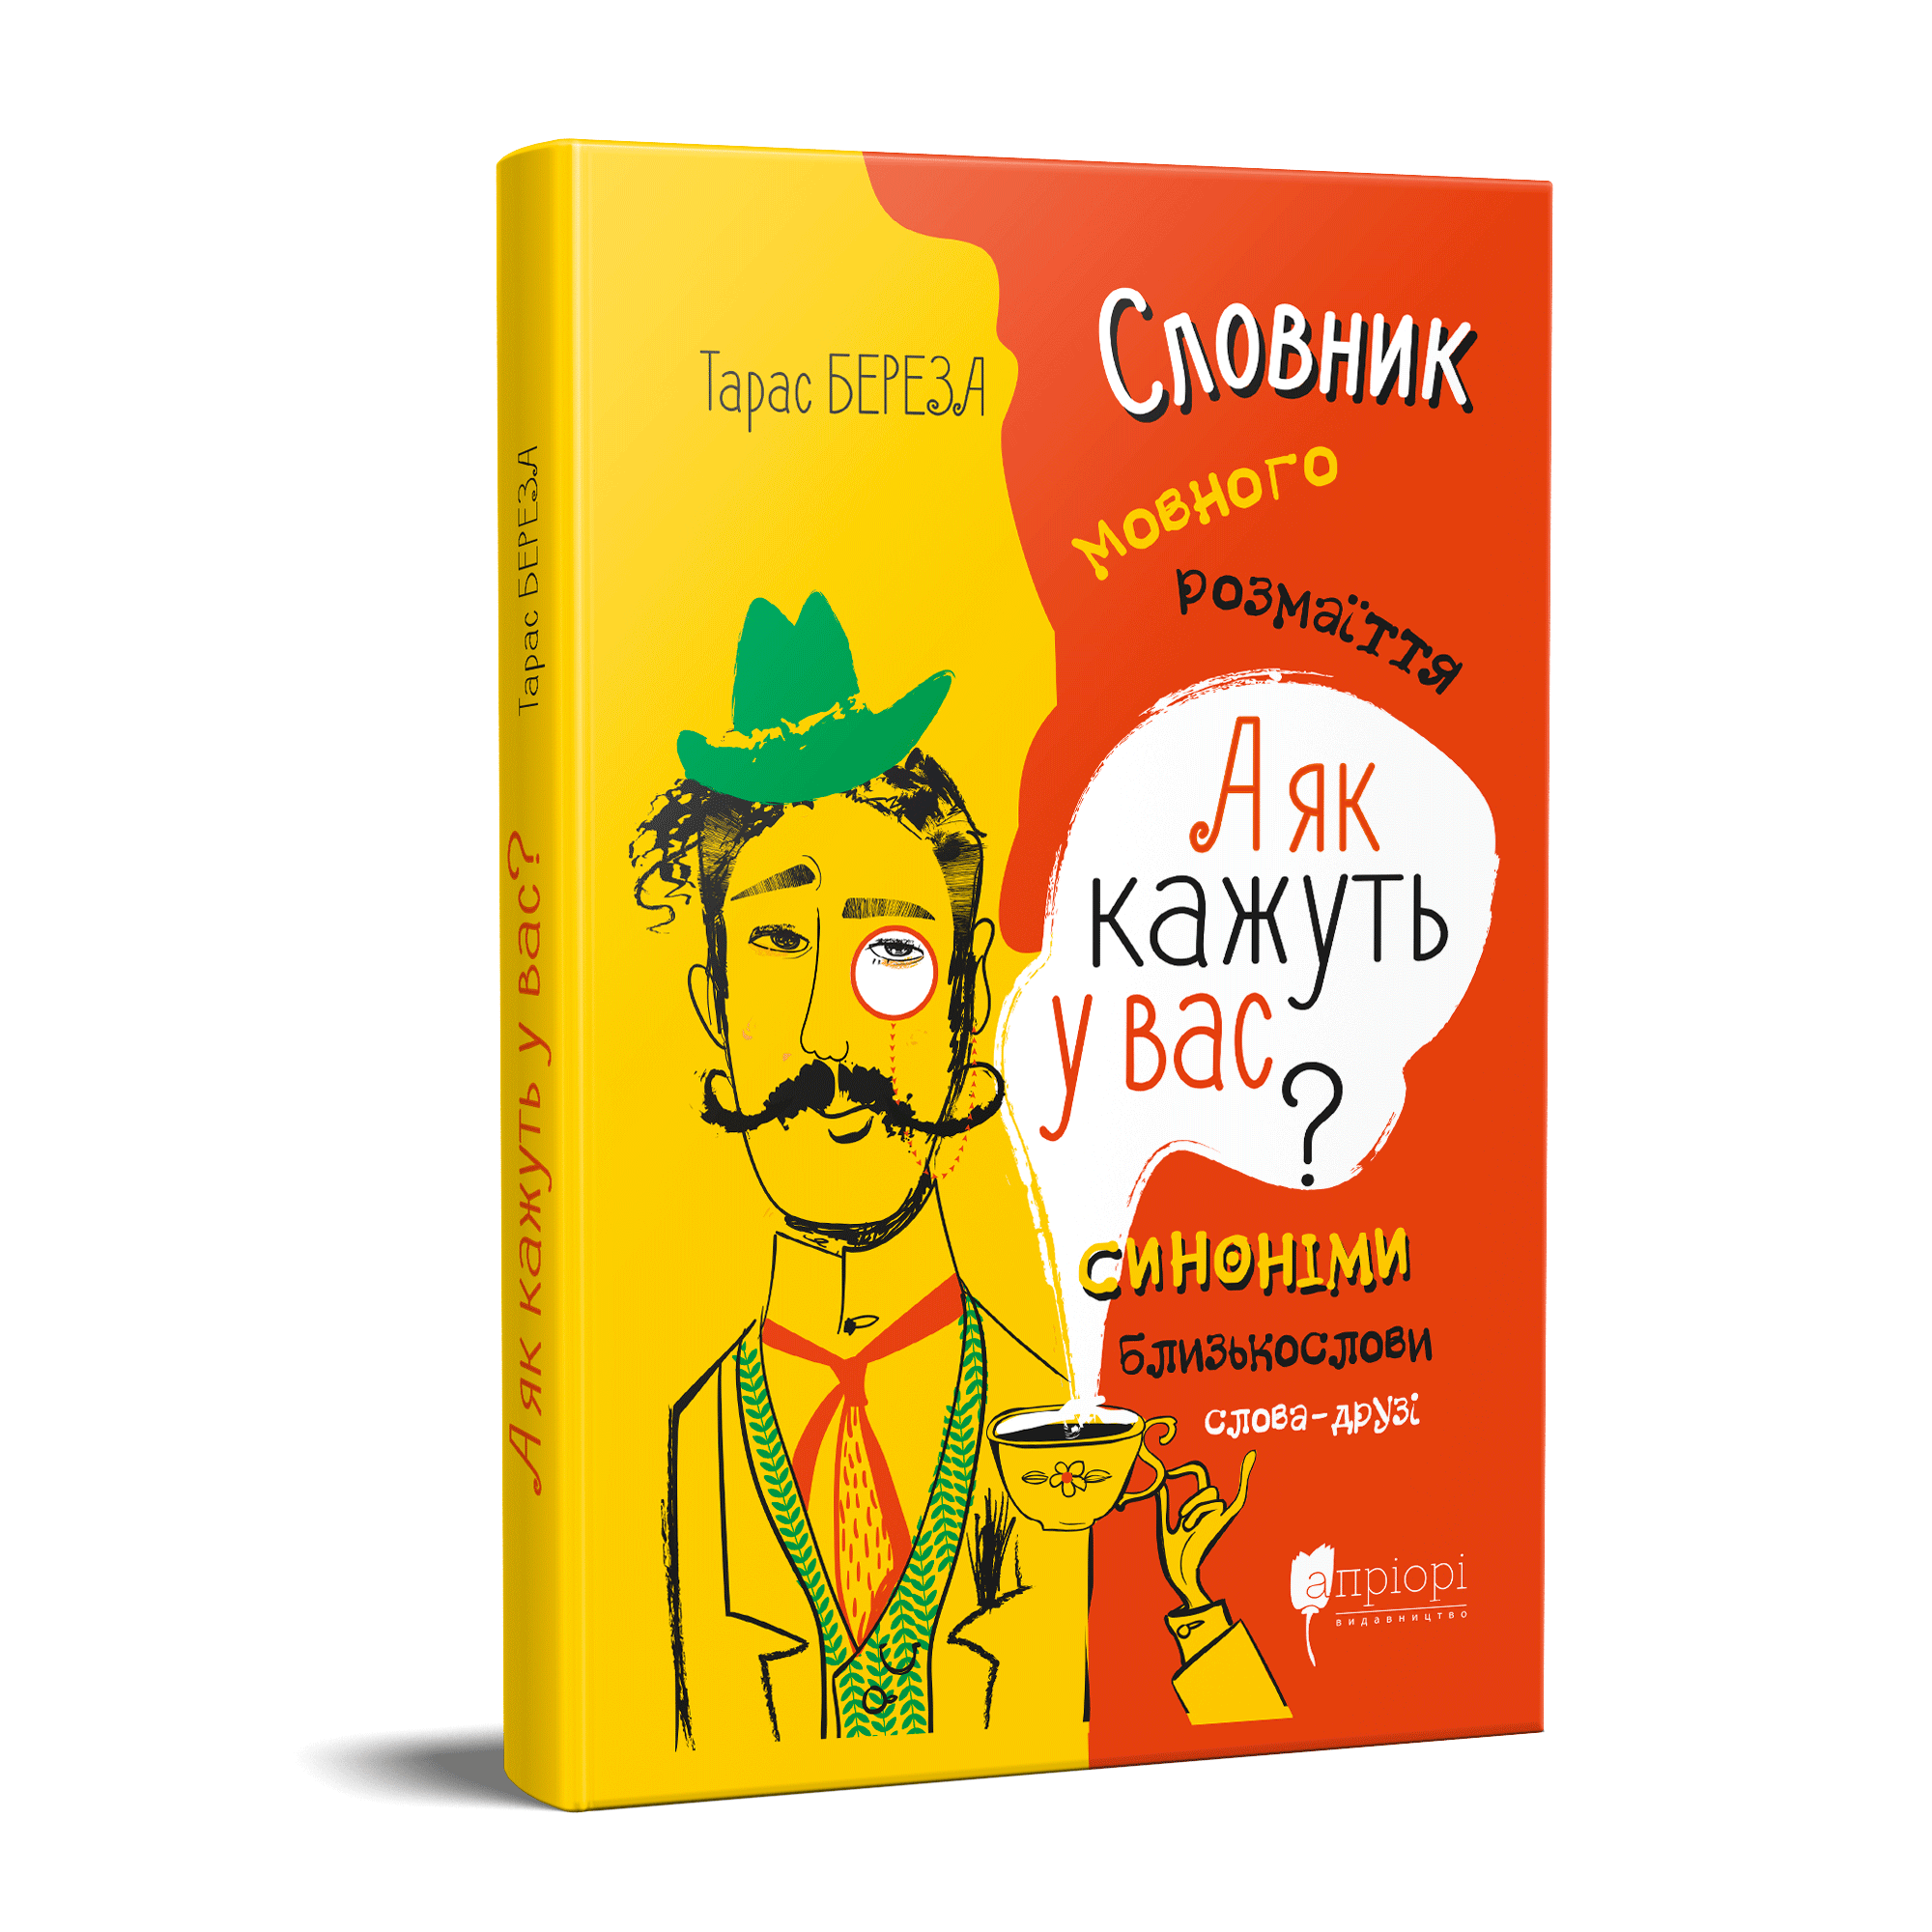 Тарас БЕРЕЗА
А як кажуть у вас?
Тарас БЕРЕЗА
Словник
мовного
розмаїття
А як
кажуть
у вас
?
синоніми
близькослови
слова-друзі
апріорі
видавництво